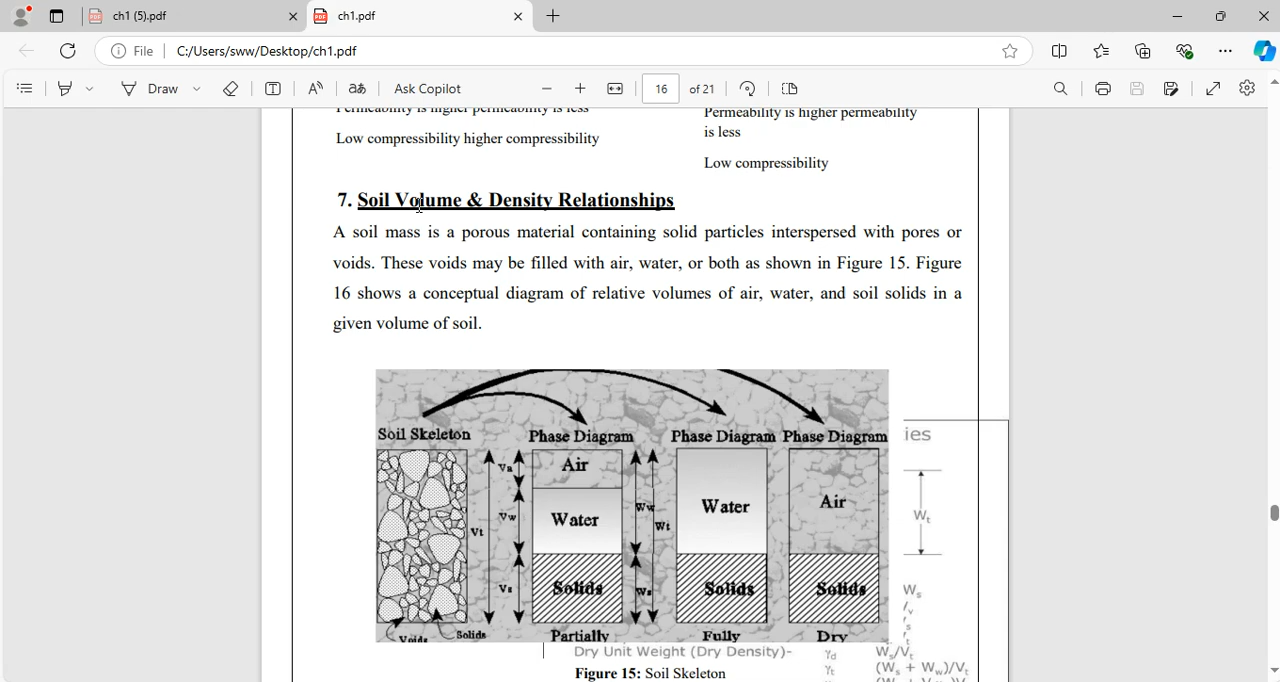 ch1 (5).pdf
ch1.pdf
File
C:/Users/sww/Desktop/ch1.pdf
Draw
aあ
Ask Copilot
16 of 21
Permeability is higher permeability is less
Low compressibility higher compressibility
Permeability is higher permeability
is less
Low compressibility
7. Soil Volume & Density Relationships
A soil mass is a porous material containing solid particles interspersed with pores or
voids. These voids may be filled with air, water, or both as shown in Figure 15. Figure
16 shows a conceptual diagram of relative volumes of air, water, and soil solids in a
given volume of soil.
Soil Skeleton
Phase Diagram
Phase Diagram
Phase Diagram
ies
Air
Water
Solids
Va
Vw
Vt
Vs
Ww
Wt
Ws
Water
Solids
Air
Solids
Wt
Ws
Voids
Solids
Partially
Fully
Dry
Dry Unit Weight (Dry Density)-
γd
Ws/Vt
γt
(Ws + Ww)/Vt
Figure 15: Soil Skeleton